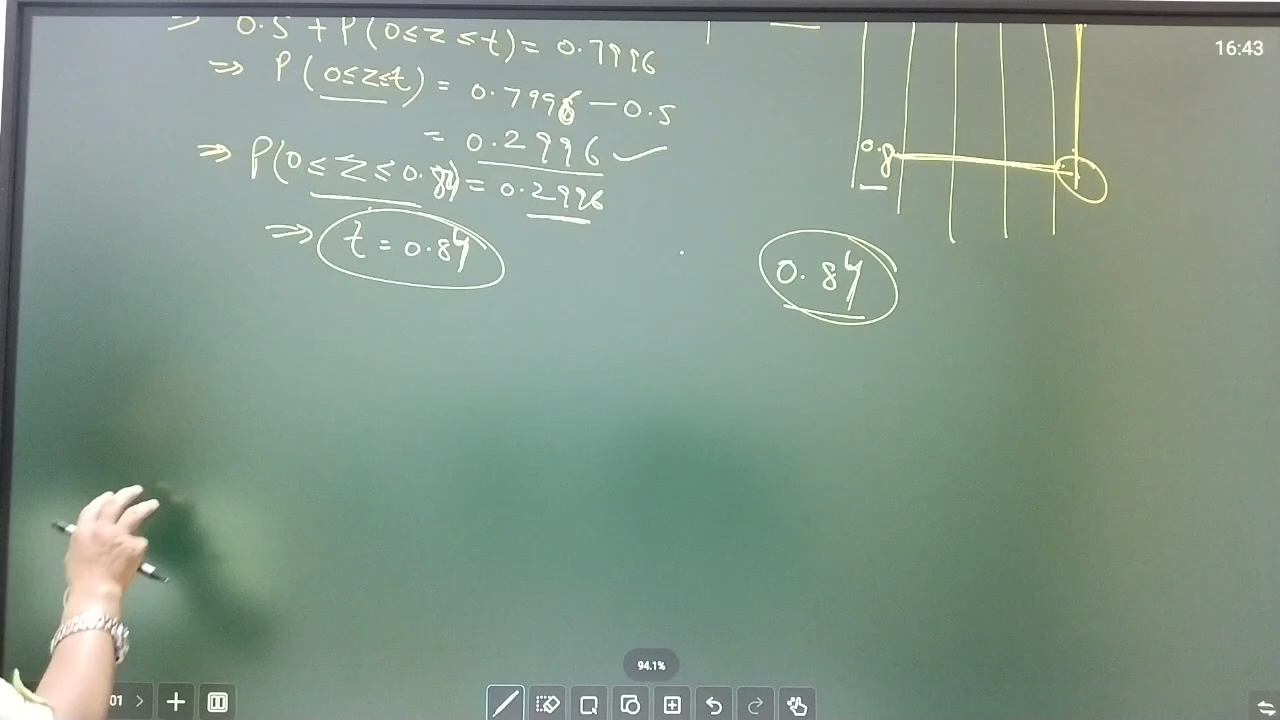 ⇒ 0.5 + P(0≤z≤t) = 0.7996
⇒ P(0≤z≤t) = 0.7996 – 0.5
= 0.2996 ✓
⇒ P(0≤z≤0.84) = 0.2996
⇒ t = 0.84
16:43
0.8
0.84
94.1%
01